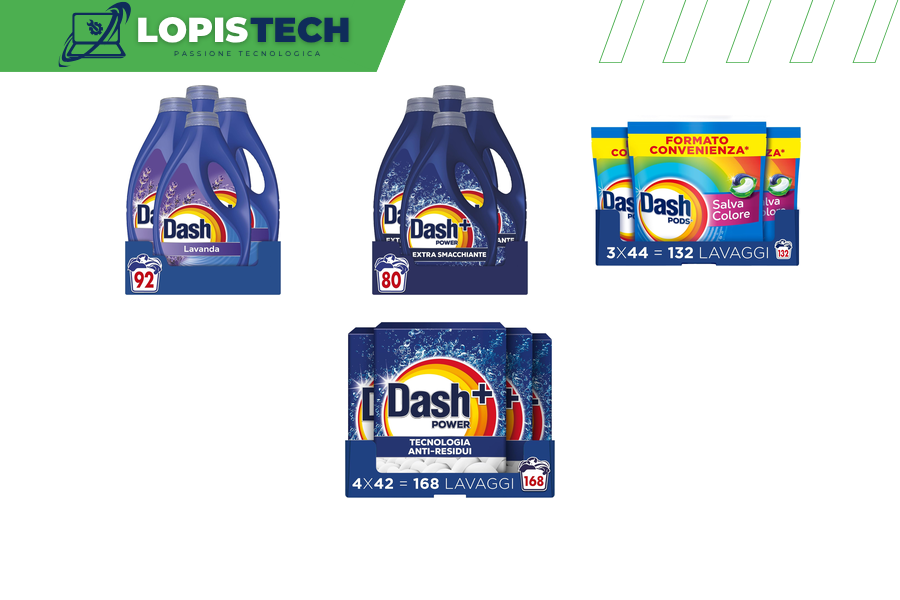 LOPISTECH
PASSIONE TECNOLOGICA
Dash
Lavanda
92
Dash+
POWER
EXTRA SMACCHIANTE
80
FORMATO
CONVENIENZA*
Dash
PODS
Salva
Colore
3X44 = 132 LAVAGGI
132
Dash+
POWER
TECNOLOGIA
ANTI-RESIDUI
4X42 = 168 LAVAGGI
168